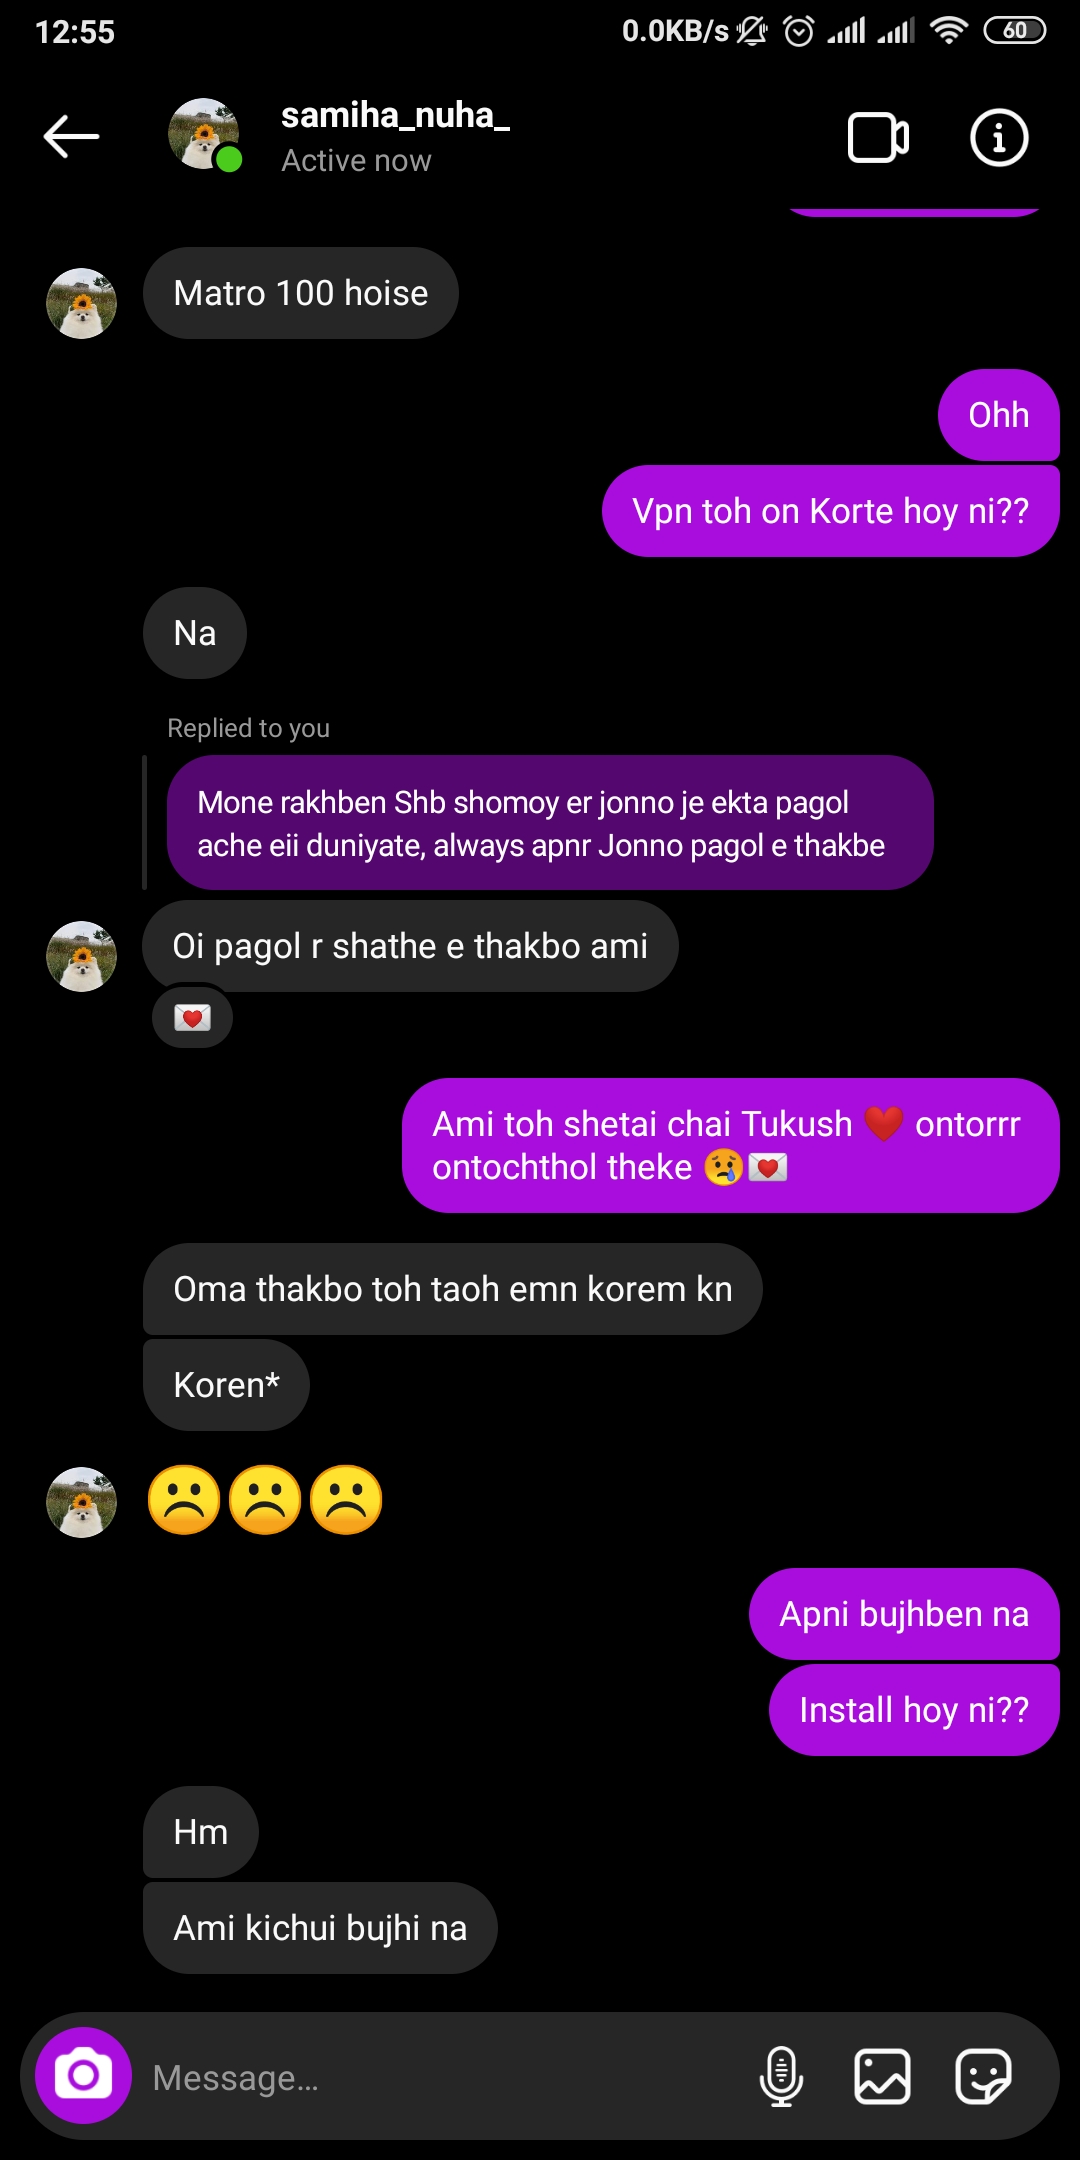 12:55
0.0KB/s
60
samiha_nuha_
Active now
Matro 100 hoise
Ohh
Vpn toh on Korte hoy ni??
Na
Replied to you
Mone rakhben Shb shomoy er jonno je ekta pagol
ache eii duniyate, always apnr Jonno pagol e thakbe
Oi pagol r shathe e thakbo ami
💌
Ami toh shetai chai Tukush ❤️ ontorrr
ontochthol theke 😢💌
Oma thakbo toh taoh emn korem kn
Koren*
☹️☹️☹️
Apni bujhben na
Install hoy ni??
Hm
Ami kichui bujhi na
Message…